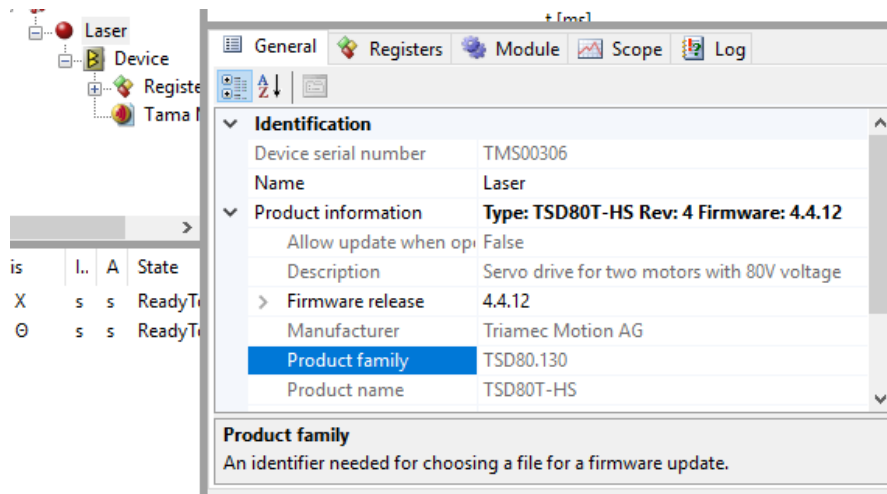 t [ms]
Laser
Device
Registe
Tama
General Registers Module Scope Log
Identification
Device serial number TMS00306
Name Laser
Product information Type: TSD80T-HS Rev: 4 Firmware: 4.4.12
Allow update when op False
Description Servo drive for two motors with 80V voltage
Firmware release 4.4.12
Manufacturer Triamec Motion AG
Product family TSD80.130
Product name TSD80T-HS
is I.. A State
X s s ReadyT
Θ s s ReadyT
Product family
An identifier needed for choosing a file for a firmware update.